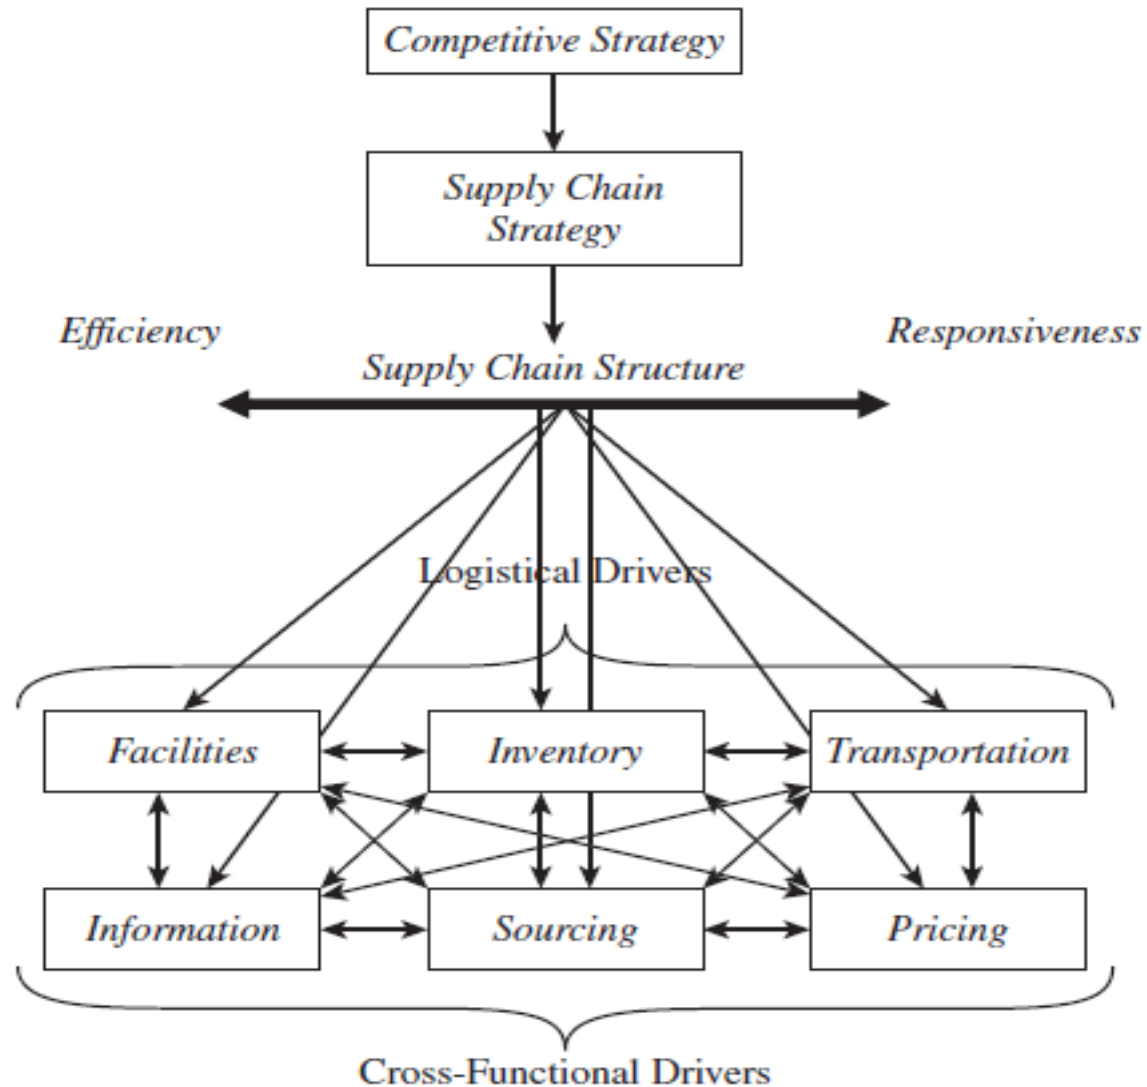 Competitive Strategy
Supply Chain
Strategy
Efficiency
Responsiveness
Supply Chain Structure
Logistical Drivers
Facilities
Inventory
Transportation
Information
Sourcing
Pricing
Cross-Functional Drivers